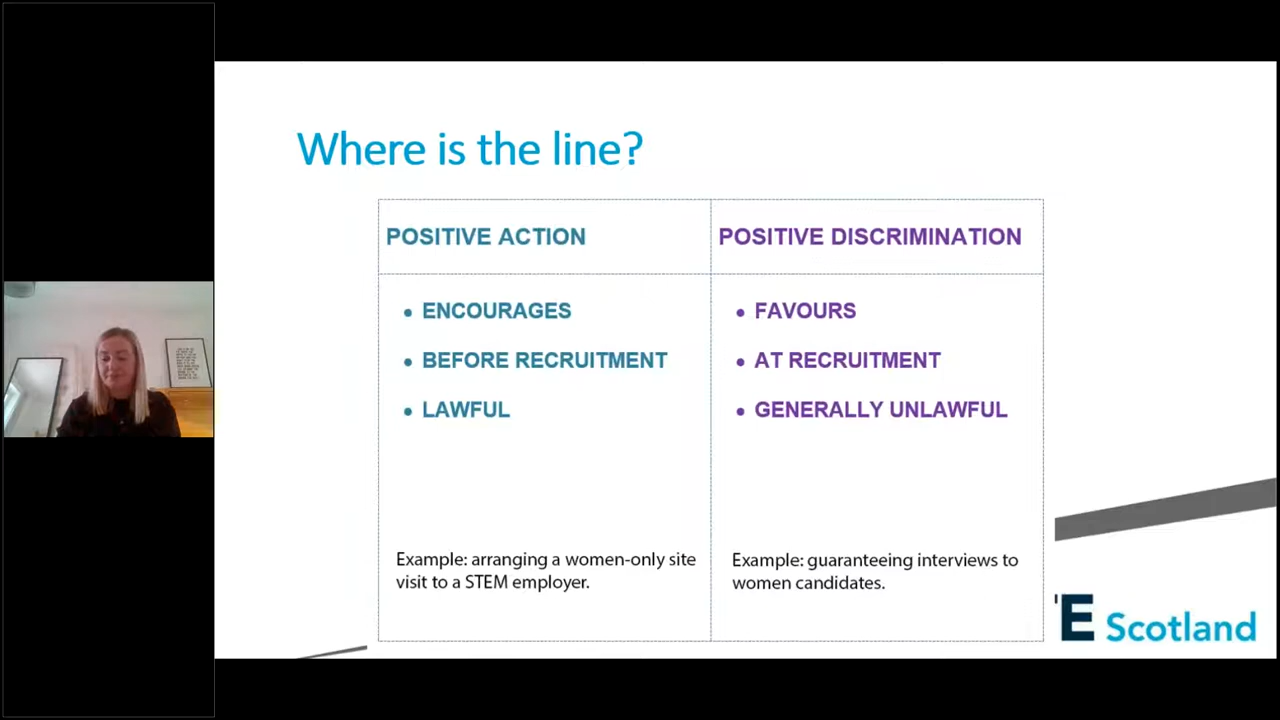 Where is the line?
POSITIVE ACTION
POSITIVE DISCRIMINATION
• ENCOURAGES
• BEFORE RECRUITMENT
• LAWFUL
• FAVOURS
• AT RECRUITMENT
• GENERALLY UNLAWFUL
Example: arranging a women-only site
visit to a STEM employer.
Example: guaranteeing interviews to
women candidates.
E Scotland